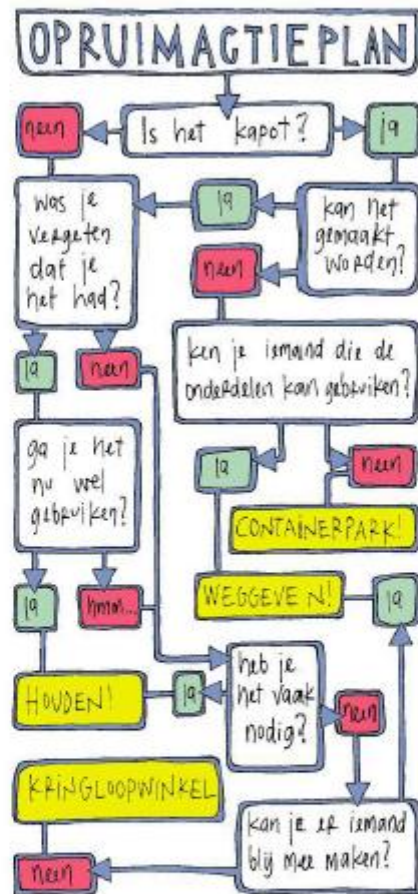 OPRUIMACTIEPLAN
neen
Is het kapot?
ja
was je
vergeten
dat je
het had?
ja
kan het
gemaakt
worden?
neen
ken je iemand die de
onderdelen kan gebruiken?
ja
neen
ja
neen
CONTAINERPARK!
ga je het
nu wel
gebruiken?
WEGGEVEN!
ja
ja
hmm...
HOUDEN!
ja
heb je
het vaak
nodig?
neen
KRINGLOOPWINKEL
kan je er iemand
blij mee maken?
neen